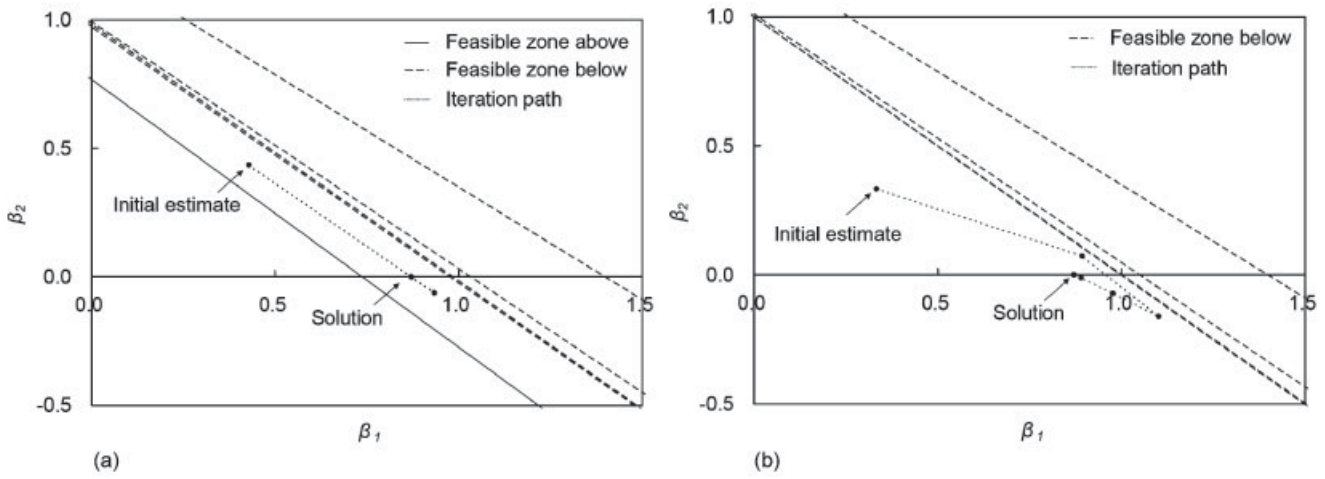 1.0
Feasible zone above
Feasible zone below
Iteration path
0.5
Initial estimate
β2
0.0
0.0
0.5
1.0
1.5
Solution
-0.5
β1
(a)
1.0
Feasible zone below
Iteration path
0.5
Initial estimate
β2
0.0
0.0
0.5
1.0
1.5
Solution
-0.5
β1
(b)